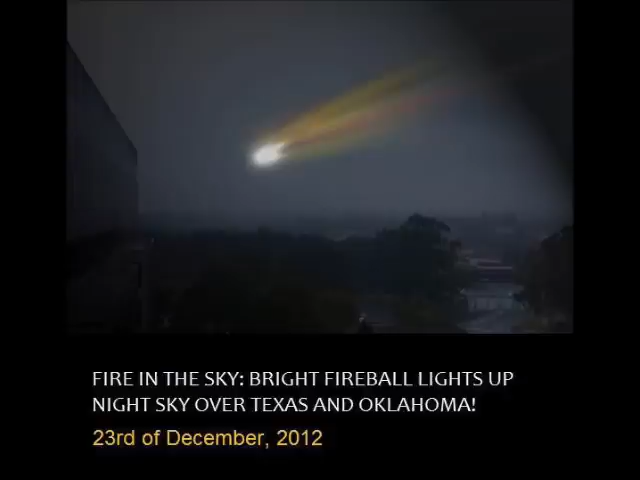 FIRE IN THE SKY: BRIGHT FIREBALL LIGHTS UP
NIGHT SKY OVER TEXAS AND OKLAHOMA!
23rd of December, 2012